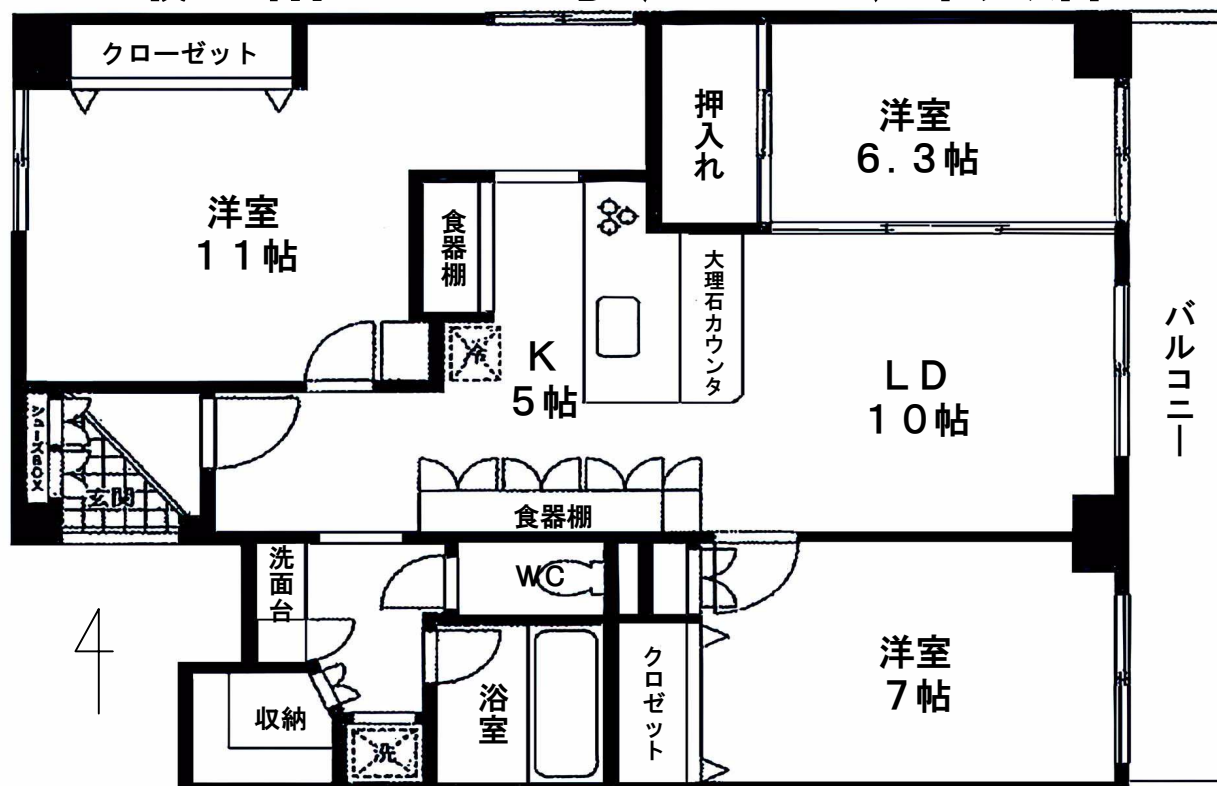 クローゼット
押入れ
洋室
6.3帖
洋室
11帖
食器棚
大理石カウンタ
冷
K
5帖
LD
10帖
バルコニー
シューズBOX
玄関
食器棚
洗面台
WC
4
洋室
7帖
クロゼット
浴室
収納
洗